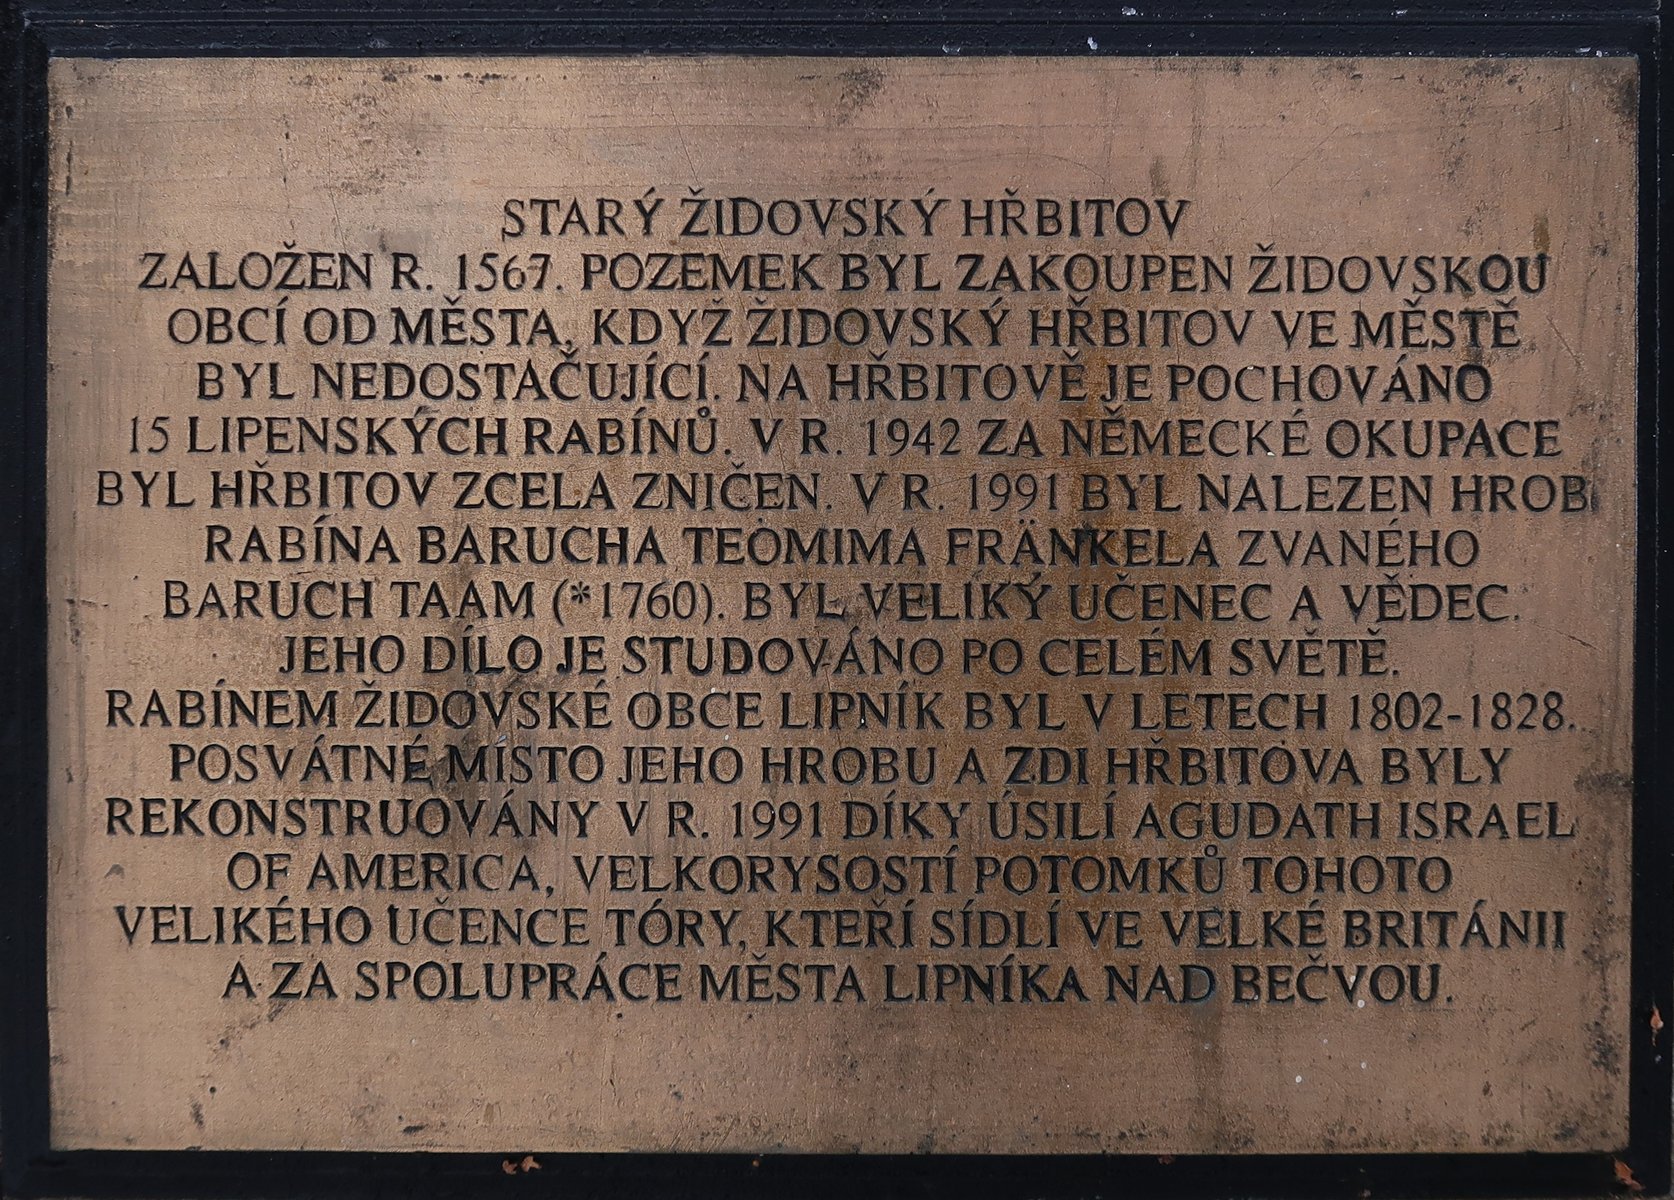 STARÝ ŽIDOVSKÝ HŘBITOV
ZALOŽEN R. 1567. POZEMEK BYL ZAKOUPEN ŽIDOVSKOU
OBCÍ OD MĚSTA, KDYŽ ŽIDOVSKÝ HŘBITOV VE MĚSTĚ
BYL NEDOSTAČUJÍCÍ. NA HŘBITOVĚ JE POCHOVÁNO
15 LIPENSKÝCH RABÍNŮ. V R. 1942 ZA NĚMECKÉ OKUPACE
BYL HŘBITOV ZCELA ZNIČEN. V R. 1991 BYL NALEZEN HROB
RABÍNA BARUCHA TEOMIMA FRÄNKELA ZVANÉHO
BARUCH TAAM (*1760). BYL VELIKÝ UČENEC A VĚDEC.
JEHO DÍLO JE STUDOVÁNO PO CELÉM SVĚTĚ.
RABÍNEM ŽIDOVSKÉ OBCE LIPNÍK BYL V LETECH 1802-1828.
POSVÁTNÉ MÍSTO JEHO HROBU A ZDI HŘBITOVA BYLY
REKONSTRUOVÁNY V R. 1991 DÍKY ÚSILÍ AGUDATH ISRAEL
OF AMERICA, VELKORYSOSTÍ POTOMKŮ TOHOTO
VELIKÉHO UČENCE TÓRY, KTEŘÍ SÍDLÍ VE VELKÉ BRITÁNII
A ZA SPOLUPRÁCE MĚSTA LIPNÍKA NAD BEČVOU.